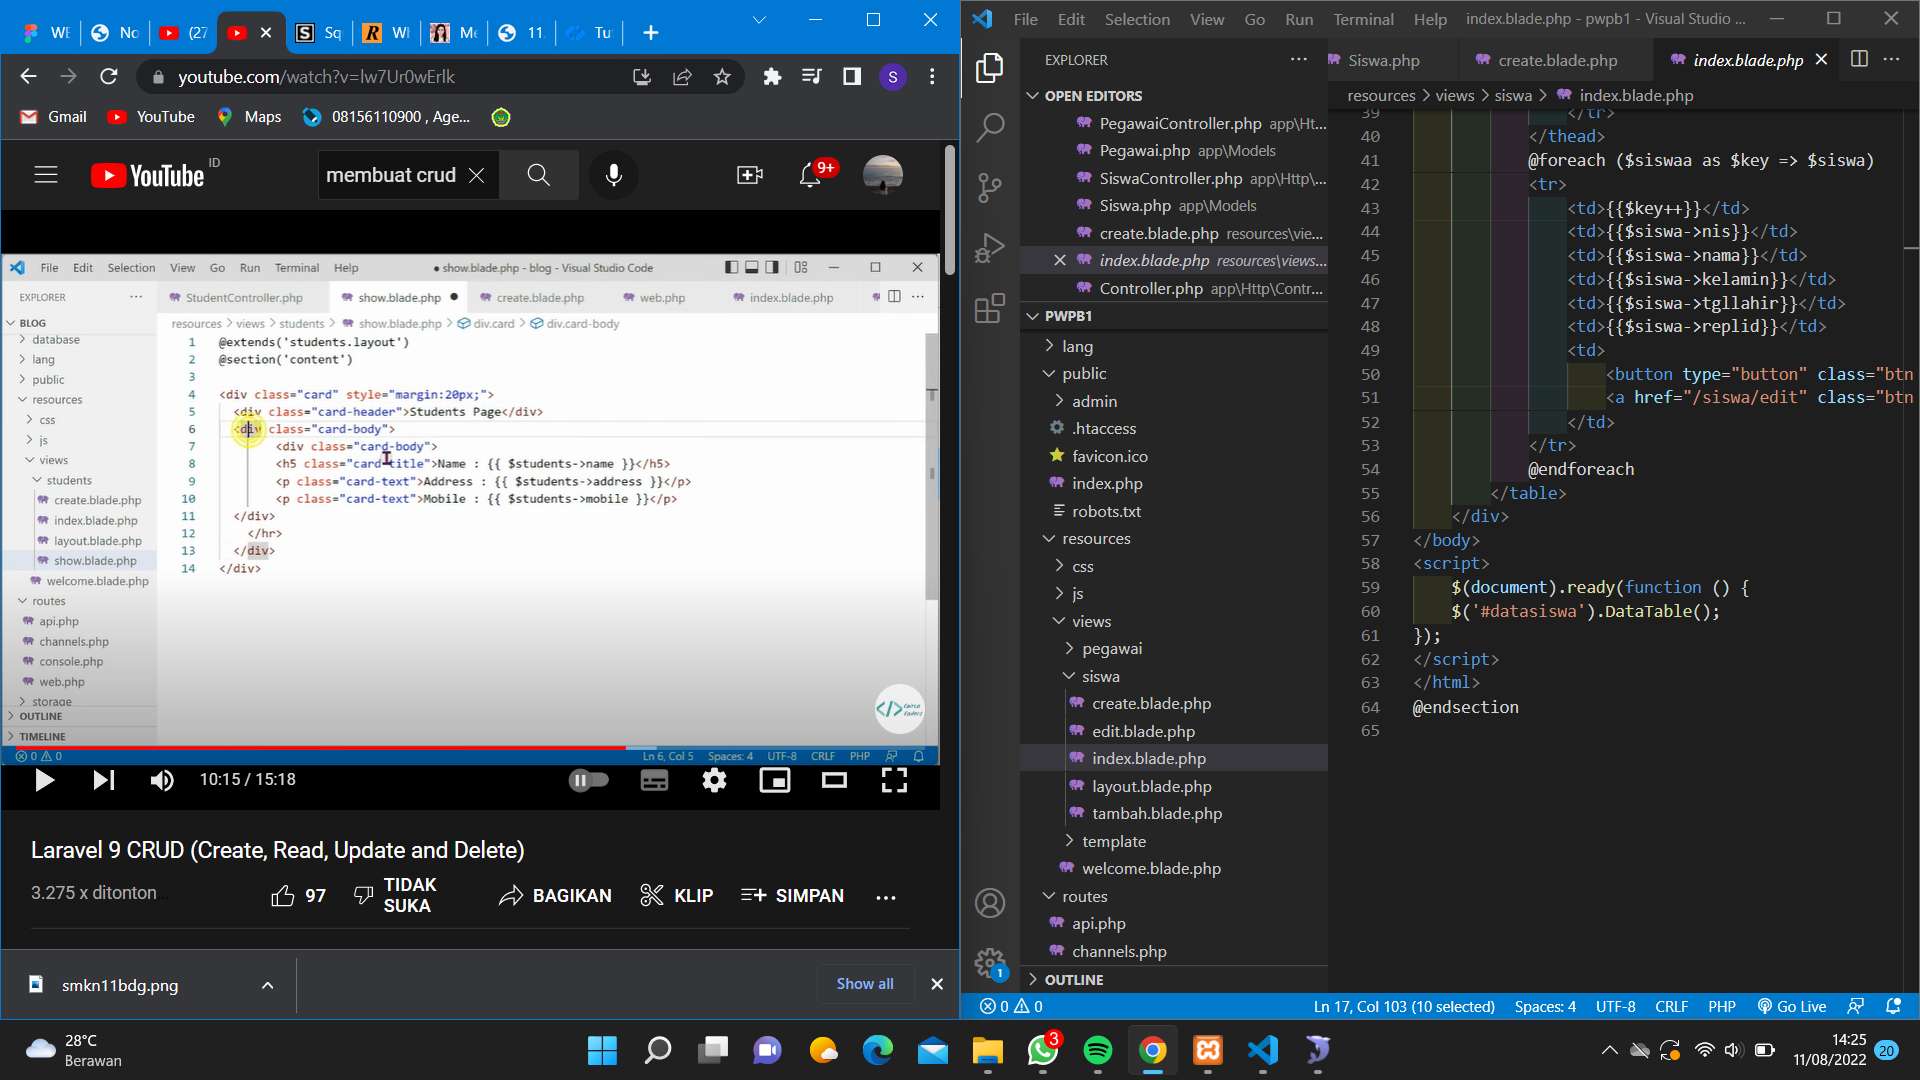 WE
No
(27
Sq
Wl
Me
11
Tu
youtube.com/watch?v=lw7Ur0wErlk
S
Gmail
YouTube
Maps
08156110900 , Age...
YouTube ID
membuat crud
9+
File Edit Selection View Go Run Terminal Help
● show.blade.php - blog - Visual Studio Code
EXPLORER
StudentController.php
show.blade.php
create.blade.php
web.php
index.blade.php
resources > views > students > show.blade.php > div.card > div.card-body
BLOG
database
lang
public
resources
css
js
views
students
create.blade.php
index.blade.php
layout.blade.php
show.blade.php
welcome.blade.php
routes
api.php
channels.php
console.php
web.php
storage
OUTLINE
TIMELINE
1 @extends('students.layout')
2 @section('content')
3
4 <div class="card" style="margin:20px;">
5 <div class="card-header">Students Page</div>
6 <div class="card-body">
7 <div class="card-body">
8 <h5 class="card-title">Name : {{ $students->name }}</h5>
9 <p class="card-text">Address : {{ $students->address }}</p>
10 <p class="card-text">Mobile : {{ $students->mobile }}</p>
11 </div>
12 </hr>
13 </div>
14 </div>
</>
0 0
Ln 6, Col 5 Spaces: 4 UTF-8 CRLF PHP
10:15 / 15:18
Laravel 9 CRUD (Create, Read, Update and Delete)
3.275 x ditonton
97
TIDAK
SUKA
BAGIKAN
KLIP
SIMPAN
smkn11bdg.png
Show all
File Edit Selection View Go Run Terminal Help
index.blade.php - pwpb1 - Visual Studio ...
EXPLORER
OPEN EDITORS
PegawaiController.php app\Ht...
Pegawai.php app\Models
SiswaController.php app\Http\...
Siswa.php app\Models
create.blade.php resources\vie...
index.blade.php resources\views...
Controller.php app\Http\Contr...
PWPB1
lang
public
admin
.htaccess
favicon.ico
index.php
robots.txt
resources
css
js
views
pegawai
siswa
create.blade.php
edit.blade.php
index.blade.php
layout.blade.php
tambah.blade.php
template
welcome.blade.php
routes
api.php
channels.php
OUTLINE
1
Siswa.php
create.blade.php
index.blade.php
resources > views > siswa > index.blade.php
39 </tr>
40 </thead>
41 @foreach ($siswaa as $key => $siswa)
42 <tr>
43 <td>{{$key++}}</td>
44 <td>{{$siswa->nis}}</td>
45 <td>{{$siswa->nama}}</td>
46 <td>{{$siswa->kelamin}}</td>
47 <td>{{$siswa->tgllahir}}</td>
48 <td>{{$siswa->replid}}</td>
49 <td>
50 <button type="button" class="btn
51 <a href="/siswa/edit" class="btn
52 </td>
53 </tr>
54 @endforeach
55 </table>
56 </div>
57 </body>
58 <script>
59 $(document).ready(function () {
60 $('#datasiswa').DataTable();
61 });
62 </script>
63 </html>
64 @endsection
65
0 0
Ln 17, Col 103 (10 selected) Spaces: 4 UTF-8 CRLF PHP Go Live
28°C
Berawan
3
14:25
11/08/2022
20